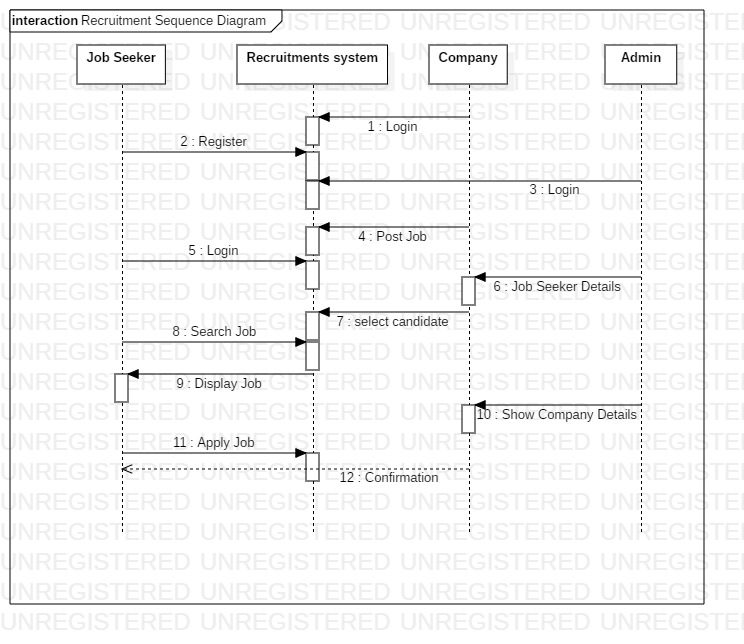 interaction Recruitment Sequence Diagram
Job Seeker
Recruitments system
Company
Admin
1 : Login
2 : Register
3 : Login
4 : Post Job
5 : Login
6 : Job Seeker Details
7 : select candidate
8 : Search Job
9 : Display Job
10 : Show Company Details
11 : Apply Job
12 : Confirmation
UNREGISTERED UNREGISTERED UNREGISTERED UNREGISTERED